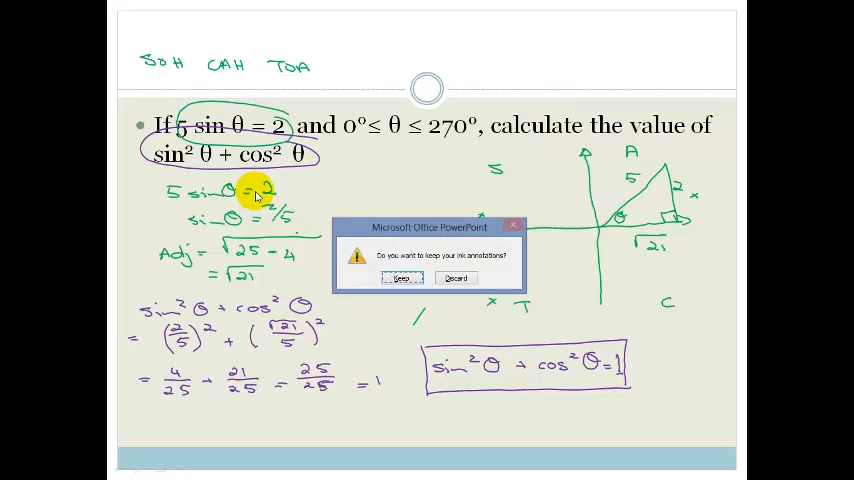 SOH CAH TOA
If 5 sin θ = 2 and 0°≤ θ ≤ 270°, calculate the value of
sin² θ + cos² θ
5 sinθ = 2
sinθ = 2/5
Adj = √25 - 4
= √21
sin² θ + cos² θ
= (2/5)² + (√21/5)²
= 4/25 + 21/25 = 25/25 = 1
S
A
5
2
x
θ
√21
x
T
x
C
Microsoft Office PowerPoint
Do you want to keep your ink annotations?
Keep Discard
sin² θ + cos² θ = 1